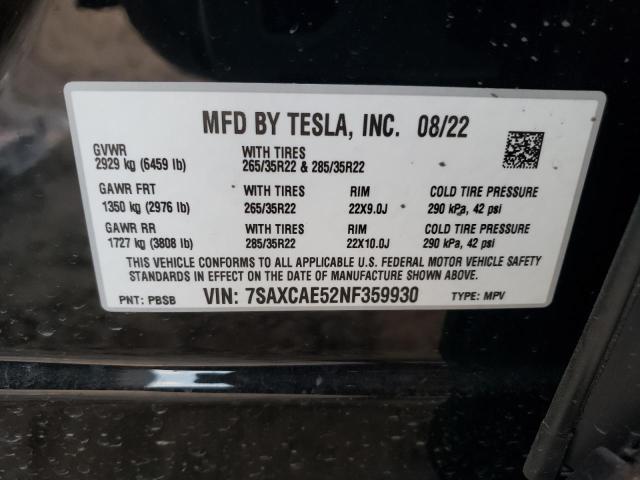 MFD BY TESLA, INC. 08/22
GVWR WITH TIRES
2929 kg (6459 lb) 265/35R22 & 285/35R22
GAWR FRT WITH TIRES RIM COLD TIRE PRESSURE
1350 kg (2976 lb) 265/35R22 22X9.0J 290 kPa, 42 psi
GAWR RR WITH TIRES RIM COLD TIRE PRESSURE
1727 kg (3808 lb) 285/35R22 22X10.0J 290 kPa, 42 psi
THIS VEHICLE CONFORMS TO ALL APPLICABLE U.S. FEDERAL MOTOR VEHICLE SAFETY
STANDARDS IN EFFECT ON THE DATE OF MANUFACTURE SHOWN ABOVE.
PNT: PBSB VIN: 7SAXCAE52NF359930 TYPE: MPV